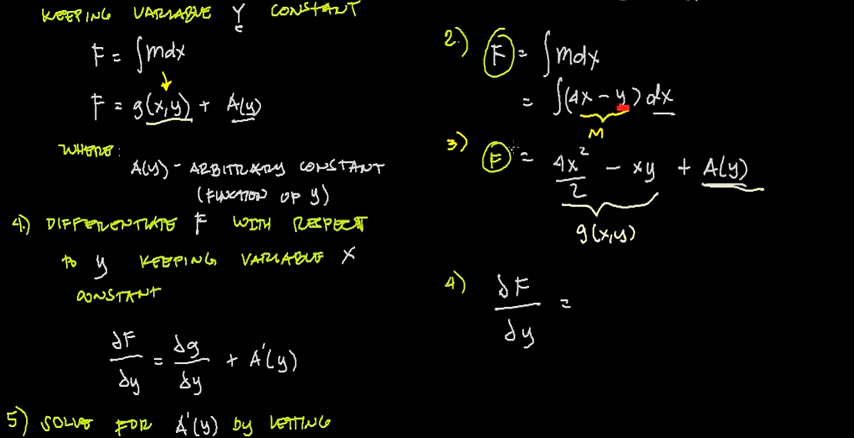 KEEPING VARIABLE y CONSTANT
F = ∫Mdx
F = g(x,y) + A(y)
WHERE:
A(y) - ARBITRARY CONSTANT
(FUNCTION OF y)
4.) DIFFERENTIATE F WITH RESPECT
to y KEEPING VARIABLE X
CONSTANT
∂F/∂y = ∂g/∂y + A'(y)
5) SOLVE FOR A'(y) by LETTING
2.) F = ∫Mdx
= ∫(4x - y) dx
M
3) F = 4x²/2 - xy + A(y)
g(x,y)
4) ∂F/∂y =